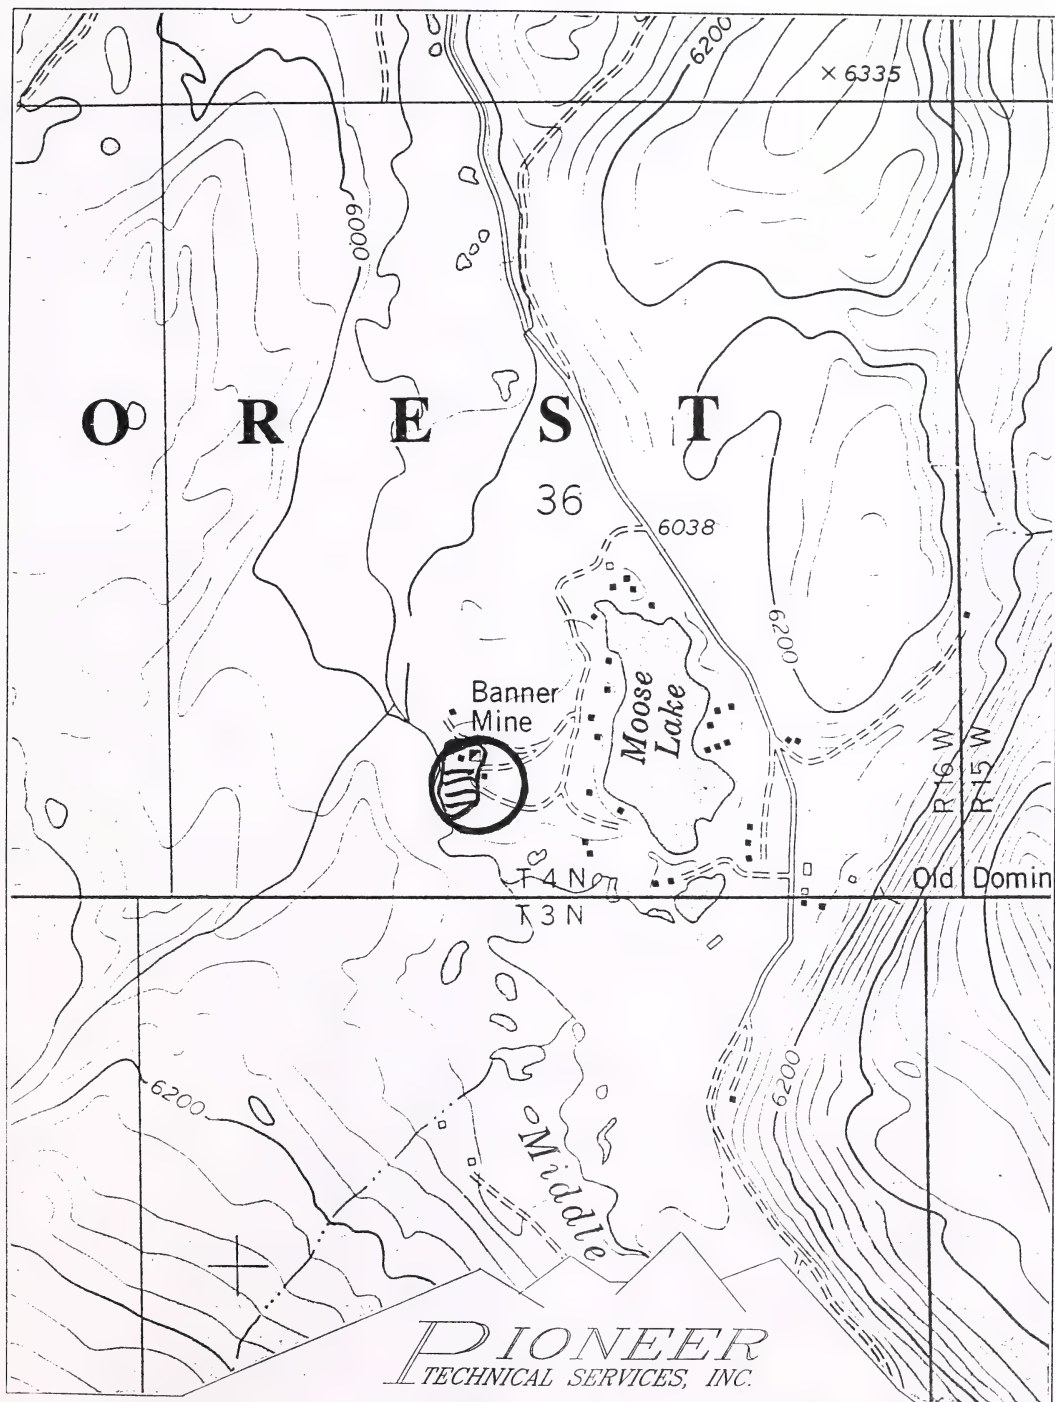 6200
× 6335
6000
O R E S T
36
6038
6200
Banner
Mine
Moose
Lake
R 16 W
R 15 W
T 4 N
Old Domin
T 3 N
6200
6200
Middle
PIONEER
TECHNICAL SERVICES, INC.